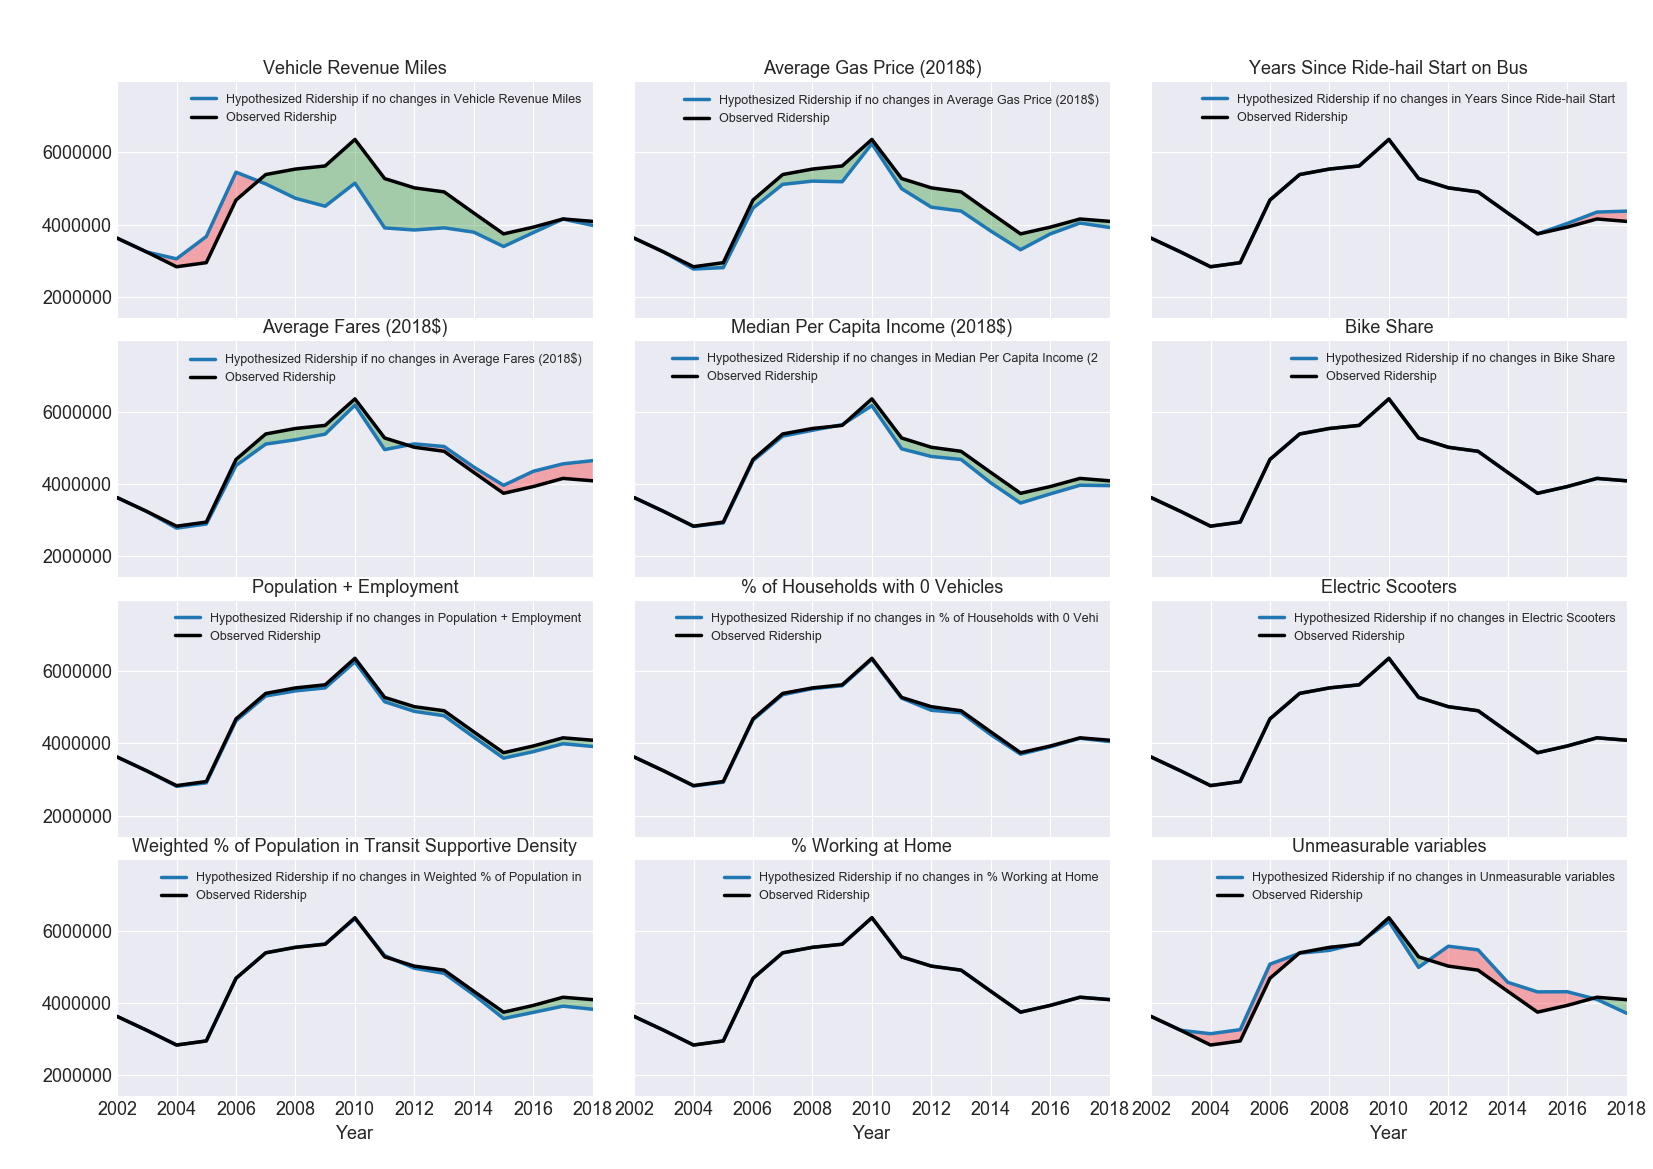 Vehicle Revenue Miles
Hypothesized Ridership if no changes in Vehicle Revenue Miles
Observed Ridership
6000000
4000000
2000000
Average Gas Price (2018$)
Hypothesized Ridership if no changes in Average Gas Price (2018$)
Observed Ridership
Years Since Ride-hail Start on Bus
Hypothesized Ridership if no changes in Years Since Ride-hail Start
Observed Ridership
Average Fares (2018$)
Hypothesized Ridership if no changes in Average Fares (2018$)
Observed Ridership
6000000
4000000
2000000
Median Per Capita Income (2018$)
Hypothesized Ridership if no changes in Median Per Capita Income (2
Observed Ridership
Bike Share
Hypothesized Ridership if no changes in Bike Share
Observed Ridership
Population + Employment
Hypothesized Ridership if no changes in Population + Employment
Observed Ridership
6000000
4000000
2000000
% of Households with 0 Vehicles
Hypothesized Ridership if no changes in % of Households with 0 Vehi
Observed Ridership
Electric Scooters
Hypothesized Ridership if no changes in Electric Scooters
Observed Ridership
Weighted % of Population in Transit Supportive Density
Hypothesized Ridership if no changes in Weighted % of Population in
Observed Ridership
6000000
4000000
2000000
2002 2004 2006 2008 2010 2012 2014 2016 2018
Year
% Working at Home
Hypothesized Ridership if no changes in % Working at Home
Observed Ridership
2002 2004 2006 2008 2010 2012 2014 2016 2018
Year
Unmeasurable variables
Hypothesized Ridership if no changes in Unmeasurable variables
Observed Ridership
2002 2004 2006 2008 2010 2012 2014 2016 2018
Year